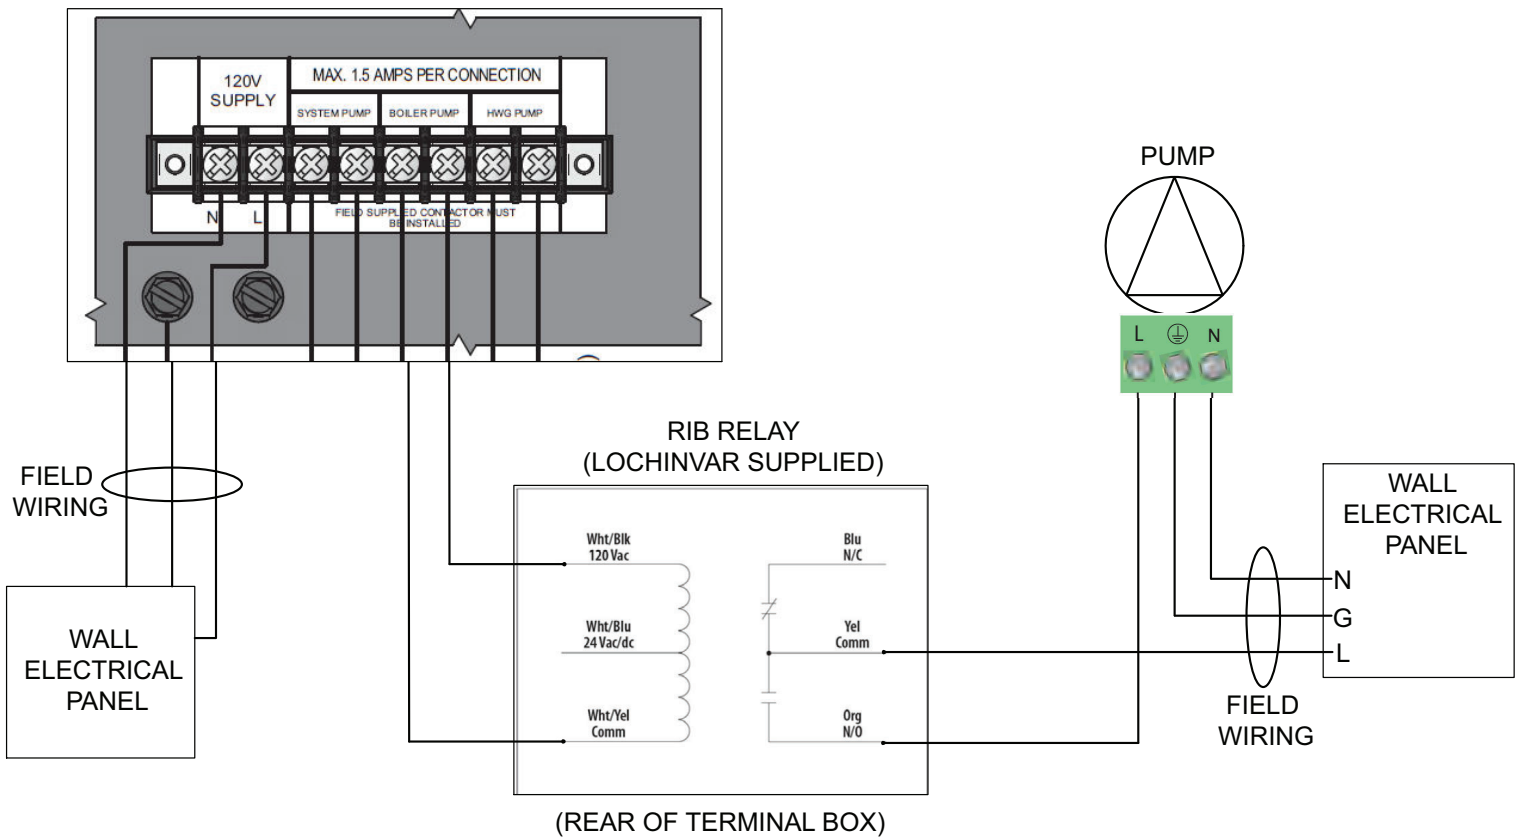 120V
SUPPLY
MAX. 1.5 AMPS PER CONNECTION
SYSTEM PUMP
BOILER PUMP
HWG PUMP
N
L
FIELD SUPPLIED CONTACTOR MUST
BE INSTALLED
PUMP
L
N
RIB RELAY
(LOCHINVAR SUPPLIED)
FIELD
WIRING
WALL
ELECTRICAL
PANEL
Wht/Blk
120 Vac
Wht/Blu
24 Vac/dc
Wht/Yel
Comm
Blu
N/C
Yel
Comm
Org
N/O
WALL
ELECTRICAL
PANEL
N
G
L
FIELD
WIRING
(REAR OF TERMINAL BOX)